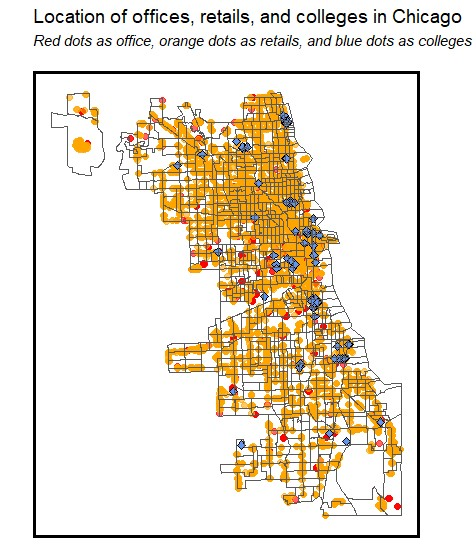 Location of offices, retails, and colleges in Chicago
Red dots as office, orange dots as retails, and blue dots as colleges